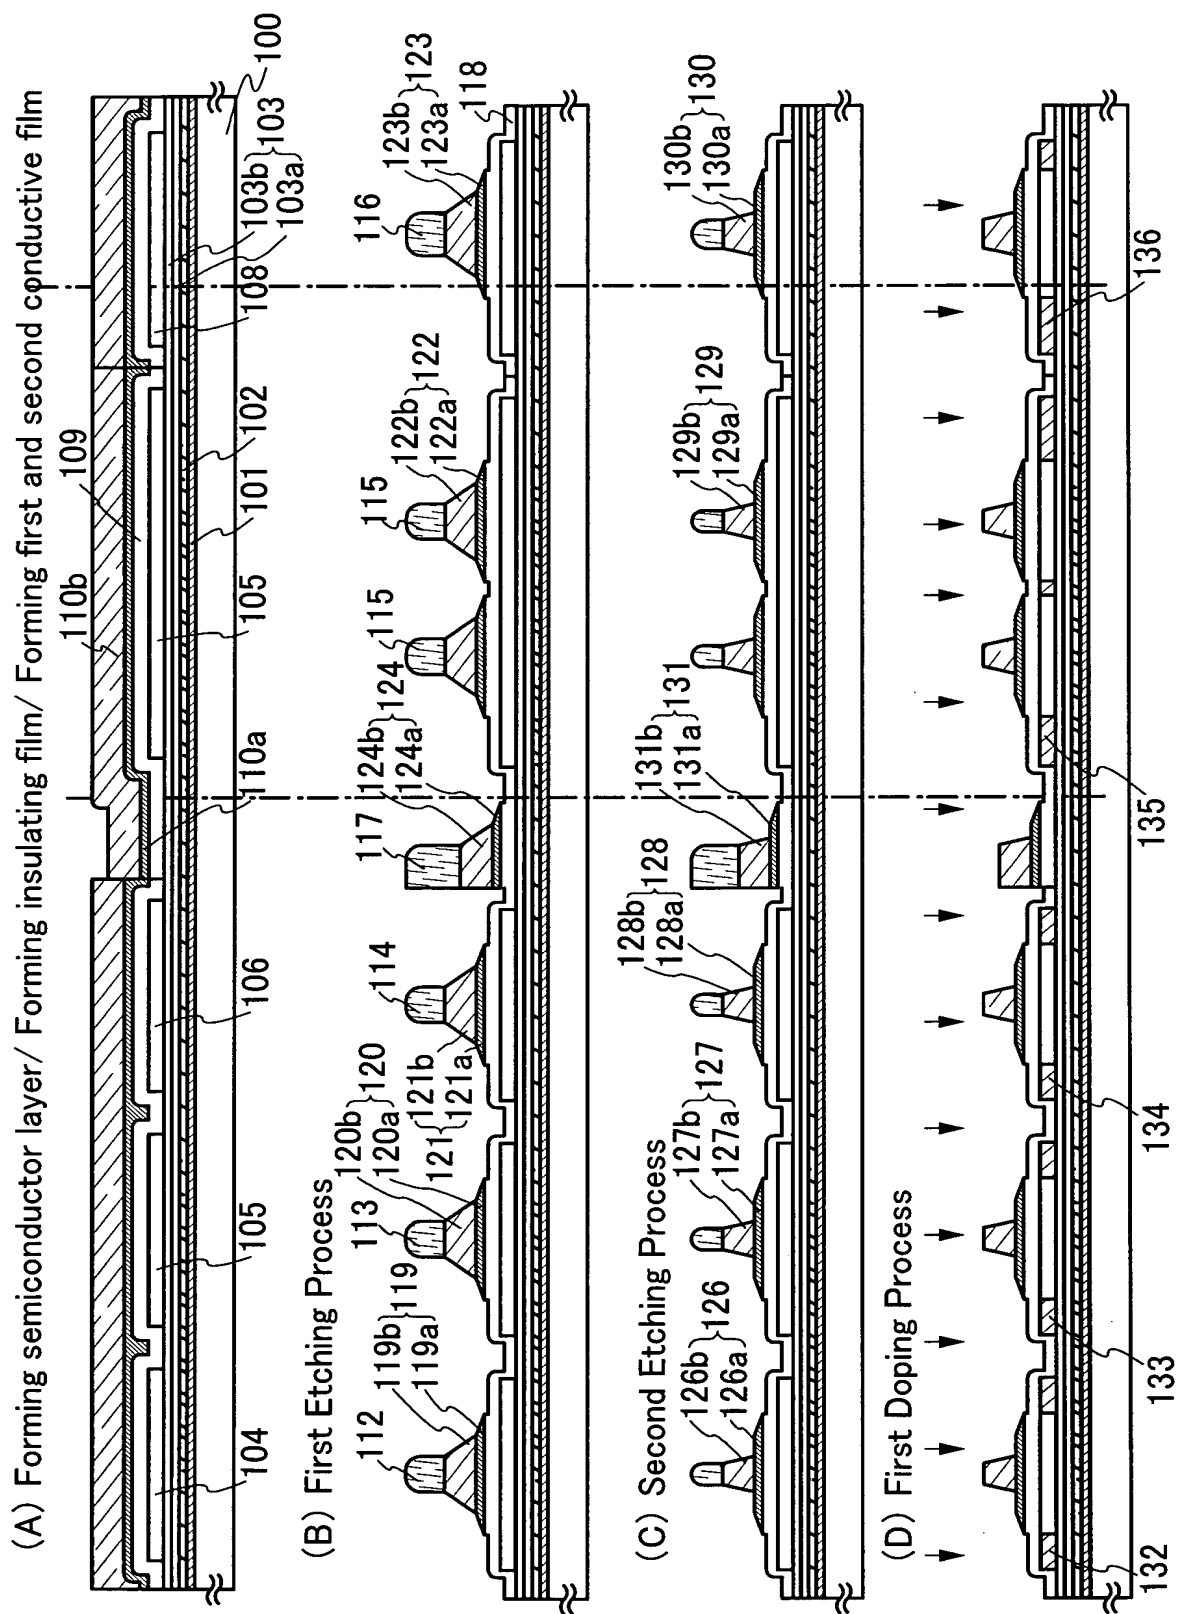 (A) Forming semiconductor layer/ Forming insulating film/ Forming first and second conductive film
104
105
106
110a
110b
105
109
101
102
108
103b
103a
103
100
(B) First Etching Process
112
119b
119a
119
113
120b
120a
120
121
121b
121a
114
117
124b
124a
124
115
115
122b
122a
122
116
123b
123a
123
118
(C) Second Etching Process
126b
126a
126
127b
127a
127
128b
128a
128
131b
131a
131
129b
129a
129
130b
130a
130
(D) First Doping Process
132
133
134
135
136